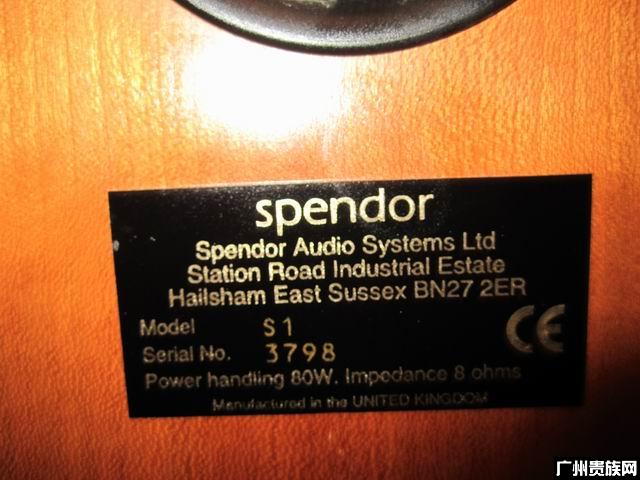 spendor
Spendor Audio Systems Ltd
Station Road Industrial Estate
Hailsham East Sussex BN27 2ER
Model S1
Serial No. 3798
CE
Power handling 80W. Impedance 8 ohms
Manufactured in the UNITED KINGDOM
广州贵族网